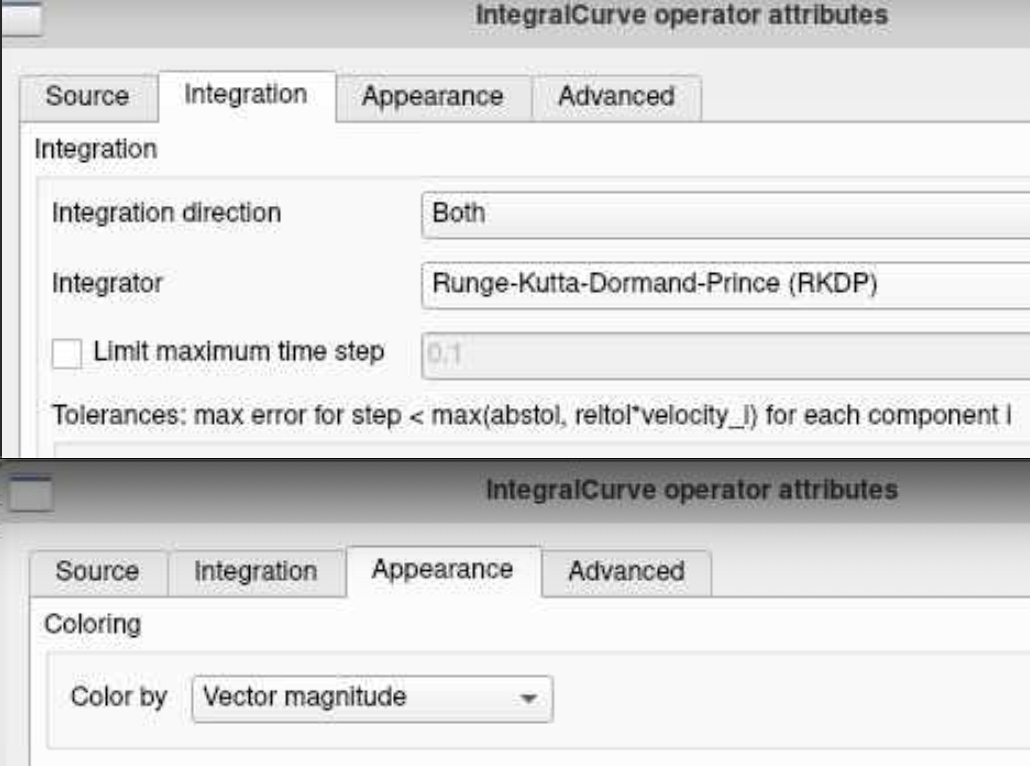 IntegralCurve operator attributes
Source Integration Appearance Advanced
Integration
Integration direction Both
Integrator Runge-Kutta-Dormand-Prince (RKDP)
Limit maximum time step 0.1
Tolerances: max error for step < max(abstol, reltol*velocity_i) for each component i
IntegralCurve operator attributes
Source Integration Appearance Advanced
Coloring
Color by Vector magnitude